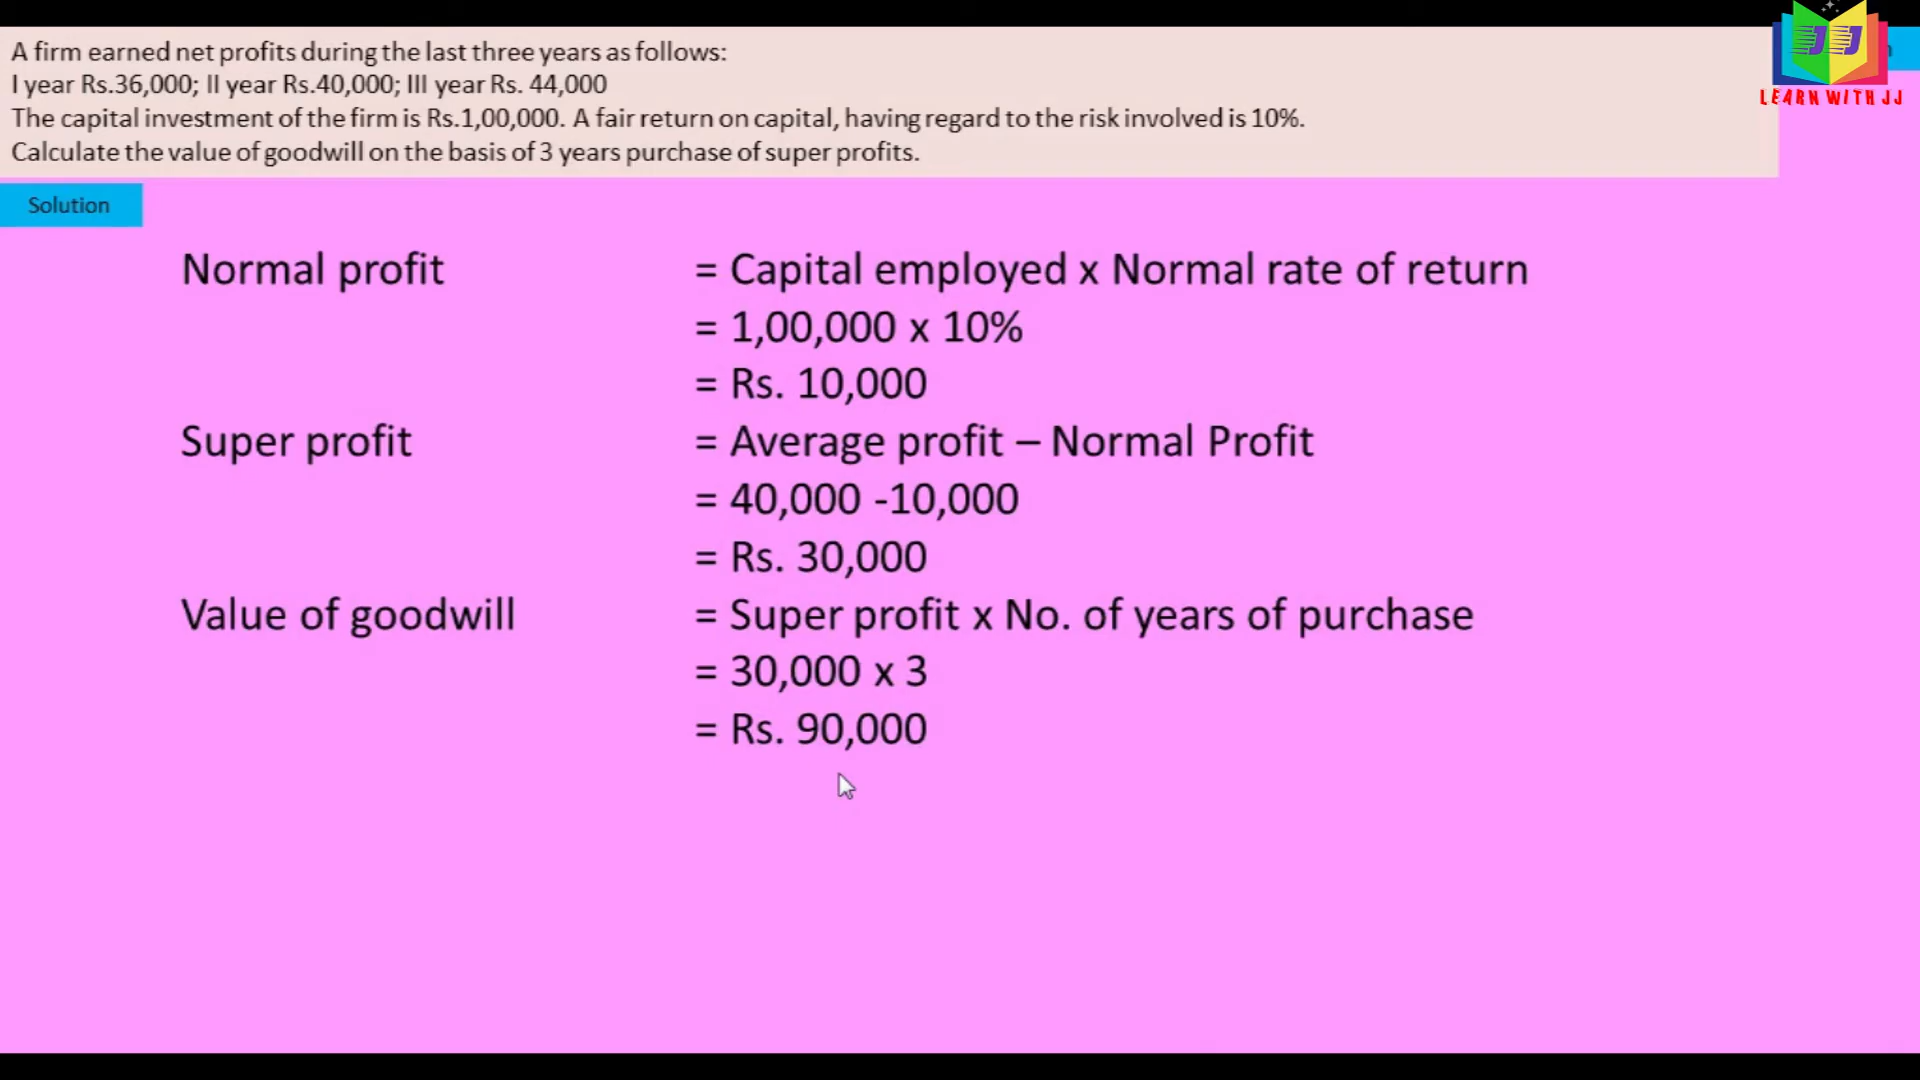 A firm earned net profits during the last three years as follows:
I year Rs.36,000; II year Rs.40,000; III year Rs. 44,000
The capital investment of the firm is Rs.1,00,000. A fair return on capital, having regard to the risk involved is 10%.
Calculate the value of goodwill on the basis of 3 years purchase of super profits.
JJ
LEARN WITH JJ
Solution
Normal profit = Capital employed x Normal rate of return
= 1,00,000 x 10%
= Rs. 10,000
Super profit = Average profit – Normal Profit
= 40,000 -10,000
= Rs. 30,000
Value of goodwill = Super profit x No. of years of purchase
= 30,000 x 3
= Rs. 90,000